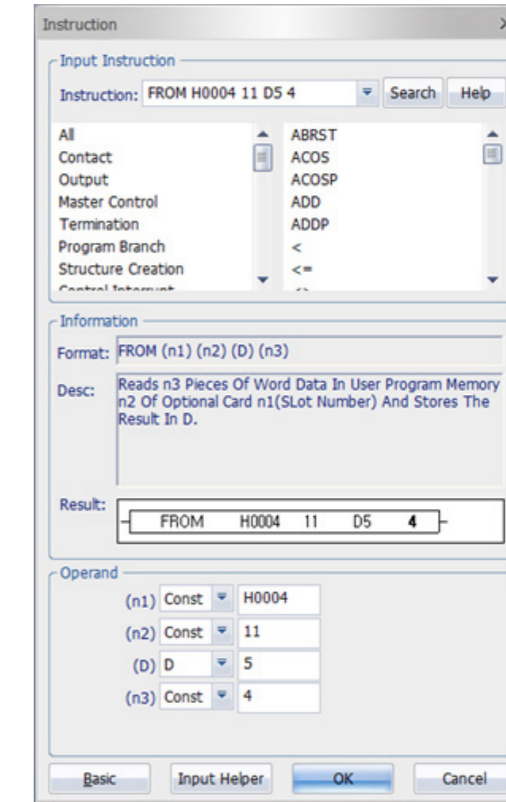 Instruction
Input Instruction
Instruction: FROM H0004 11 D5 4 Search Help
All
Contact
Output
Master Control
Termination
Program Branch
Structure Creation
Control Interrupt
ABRST
ACOS
ACOSP
ADD
ADDP
<
<=
<>
Information
Format: FROM (n1) (n2) (D) (n3)
Desc: Reads n3 Pieces Of Word Data In User Program Memory
n2 Of Optional Card n1(SLot Number) And Stores The
Result In D.
Result: FROM H0004 11 D5 4
Operand
(n1) Const H0004
(n2) Const 11
(D) D 5
(n3) Const 4
Basic Input Helper OK Cancel